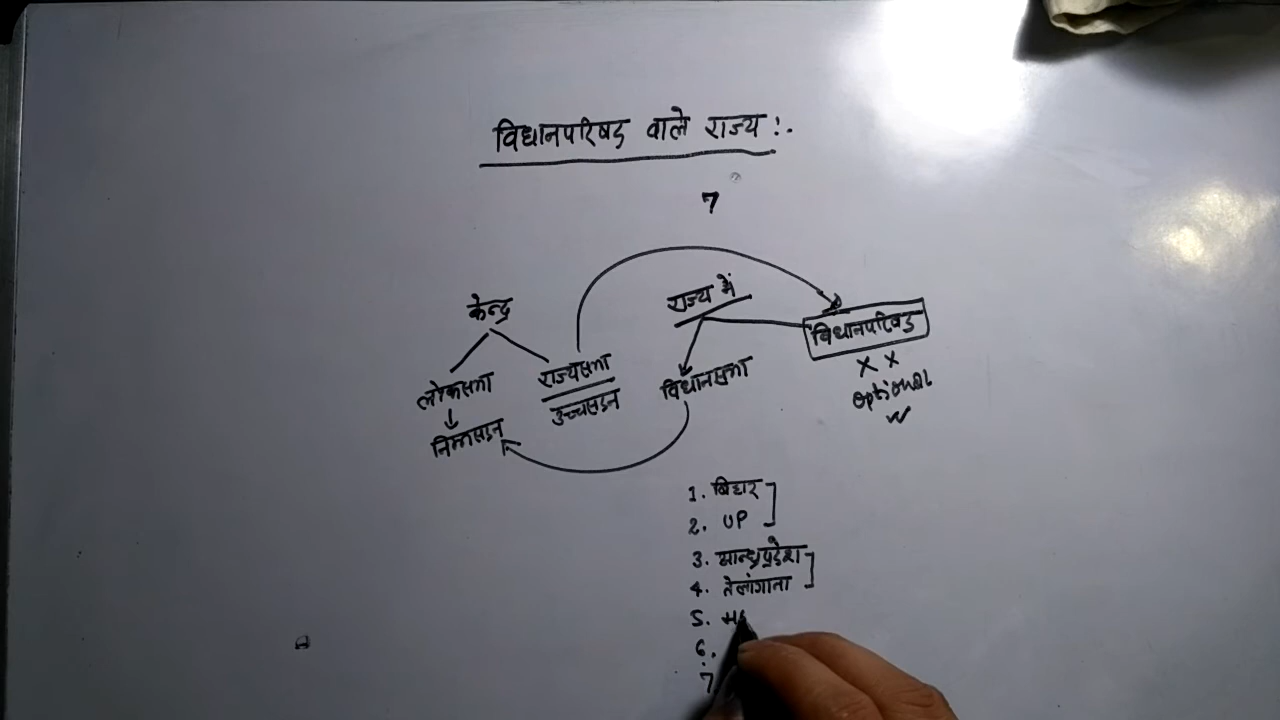 विधानपरिषद वाले राज्य :.
7
केन्द्र
राज्य में
विधानपरिषद
लोकसभा
राज्यसभा
विधानसभा
x x
optional
निम्नसदन
उच्चसदन
1. बिहार
2. UP
3. आन्ध्रप्रदेश
4. तेलांगाना
5. म
6.
7